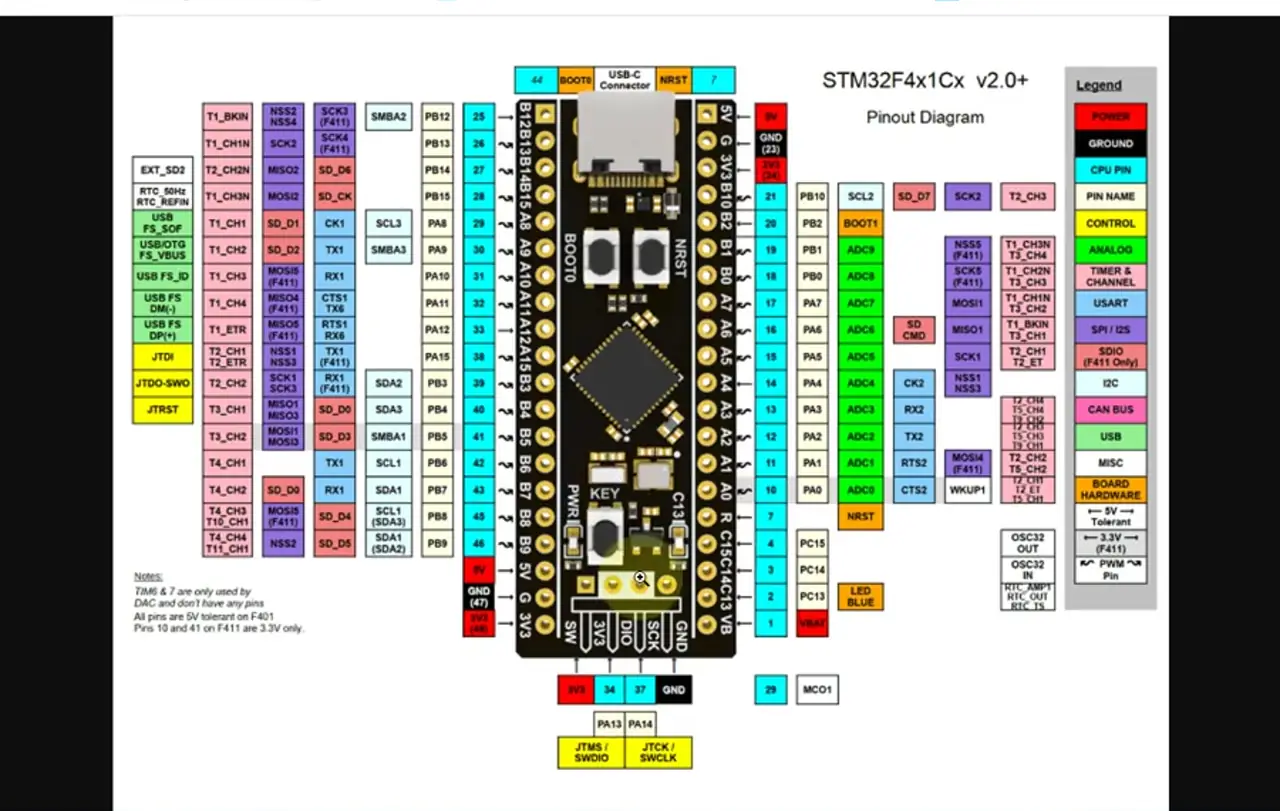 STM32F4x1Cx v2.0+
Pinout Diagram
44 BOOT0 USB-C Connector NRST 7
T1_BKIN NSS2 NSS4 SCK3 (F411) SMBA2 PB12 25 B12
T1_CH1N SCK2 SCK4 (F411) PB13 26 B13
EXT_SD2 T1_CH2N MISO2 SD_D6 PB14 27 B14
RTC_50Hz RTC_REFIN T1_CH3N MOSI2 SD_CK PB15 28 B15
USB FS_SOF T1_CH1 SD_D1 CK1 SCL3 PA8 29 A8
USB/OTG FS_VBUS T1_CH2 SD_D2 TX1 SMBA3 PA9 30 A9
USB FS_ID T1_CH3 MOSI5 (F411) RX1 PA10 31 A10
USB FS DM(-) T1_CH4 MISO4 (F411) CTS1 TX6 PA11 32 A11
USB FS DP(+) T1_ETR MISO5 (F411) RTS1 RX6 PA12 33 A12
JTDI T2_CH1 T2_ETR NSS1 NSS3 TX1 (F411) PA15 38 A15
JTDO-SWO T2_CH2 SCK1 SCK3 RX1 (F411) SDA2 PB3 39 B3
JTRST T3_CH1 MISO1 MISO3 SD_D0 SDA3 PB4 40 B4
T3_CH2 MOSI1 MOSI3 SD_D3 SMBA1 PB5 41 B5
T4_CH1 TX1 SCL1 PB6 42 B6
T4_CH2 SD_D0 RX1 SDA1 PB7 43 B7
T4_CH3 T10_CH1 MOSI5 (F411) SD_D4 SCL1 (SDA3) PB8 45 B8
T4_CH4 T11_CH1 NSS2 SD_D5 SDA1 (SDA2) PB9 46 B9
5V 5V
GND (47) G
3V3 3V3
BOOT0 NRST
KEY
PWR C13
SW 3V3 DIO SCK GND
5V 5V
G GND (23)
3V3 3V3 (24)
B10 21 PB10 SCL2 SD_D7 SCK2 T2_CH3
B2 20 PB2 BOOT1
B1 19 PB1 ADC9 NSS5 (F411) T1_CH3N T3_CH4
B0 18 PB0 ADC8 SCK5 (F411) T1_CH2N T3_CH3
A7 17 PA7 ADC7 MOSI1 T1_CH1N T3_CH2
A6 16 PA6 ADC6 SD CMD MISO1 T1_BKIN T3_CH1
A5 15 PA5 ADC5 SCK1 T2_CH1 T2_ET
A4 14 PA4 ADC4 CK2 NSS1 NSS3
A3 13 PA3 ADC3 RX2 T2_CH4 T5_CH4 T9_CH2
A2 12 PA2 ADC2 TX2 T2_CH3 T5_CH3 T9_CH1
A1 11 PA1 ADC1 RTS2 MOSI4 (F411) T2_CH2 T5_CH2
A0 10 PA0 ADC0 CTS2 WKUP1 T2_CH1 T2_ET T5_CH1
R 7 NRST
C15 4 PC15 OSC32 OUT
C14 3 PC14 OSC32 IN
C13 2 PC13 LED BLUE RTC_AMP1 RTC_OUT RTC_TS
VB 1 VBAT
3V3 34 37 GND
29 MCO1
PA13 PA14
JTMS / SWDIO JTCK / SWCLK
Notes:
TIM6 & 7 are only used by
DAC and don't have any pins
All pins are 5V tolerant on F401
Pins 10 and 41 on F411 are 3.3V only.
Legend
POWER
GROUND
CPU PIN
PIN NAME
CONTROL
ANALOG
TIMER & CHANNEL
USART
SPI / I2S
SDIO (F411 Only)
I2C
CAN BUS
USB
MISC
BOARD HARDWARE
5V Tolerant
3.3V (F411)
PWM Pin